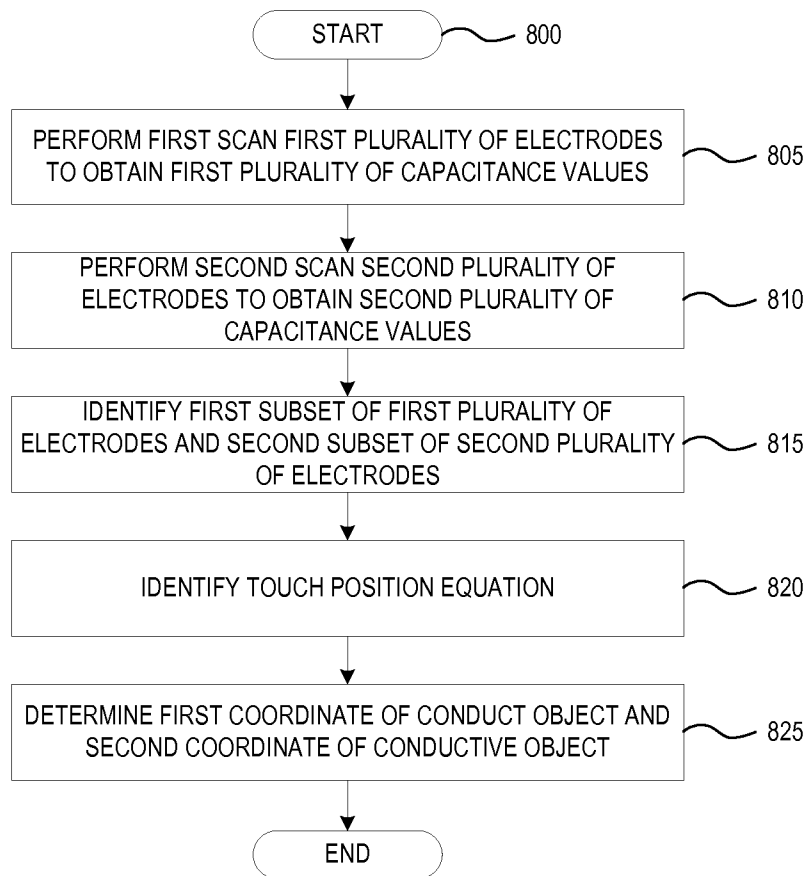 START
800
PERFORM FIRST SCAN FIRST PLURALITY OF ELECTRODES
TO OBTAIN FIRST PLURALITY OF CAPACITANCE VALUES
805
PERFORM SECOND SCAN SECOND PLURALITY OF
ELECTRODES TO OBTAIN SECOND PLURALITY OF
CAPACITANCE VALUES
810
IDENTIFY FIRST SUBSET OF FIRST PLURALITY OF
ELECTRODES AND SECOND SUBSET OF SECOND PLURALITY
OF ELECTRODES
815
IDENTIFY TOUCH POSITION EQUATION
820
DETERMINE FIRST COORDINATE OF CONDUCT OBJECT AND
SECOND COORDINATE OF CONDUCTIVE OBJECT
825
END